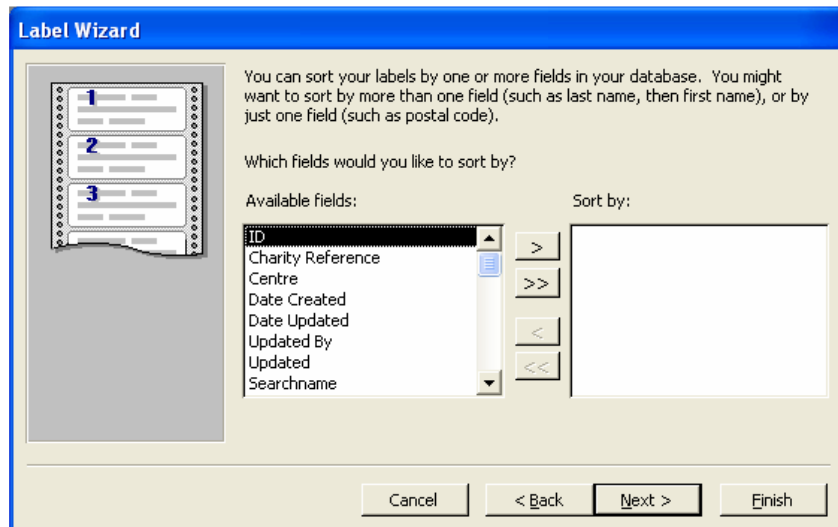 Label Wizard
1
2
3
You can sort your labels by one or more fields in your database.  You might
want to sort by more than one field (such as last name, then first name), or by
just one field (such as postal code).
Which fields would you like to sort by?
Available fields:
Sort by:
ID
Charity Reference
Centre
Date Created
Date Updated
Updated By
Updated
Searchname
>
>>
<
<<
Cancel
< Back
Next >
Finish